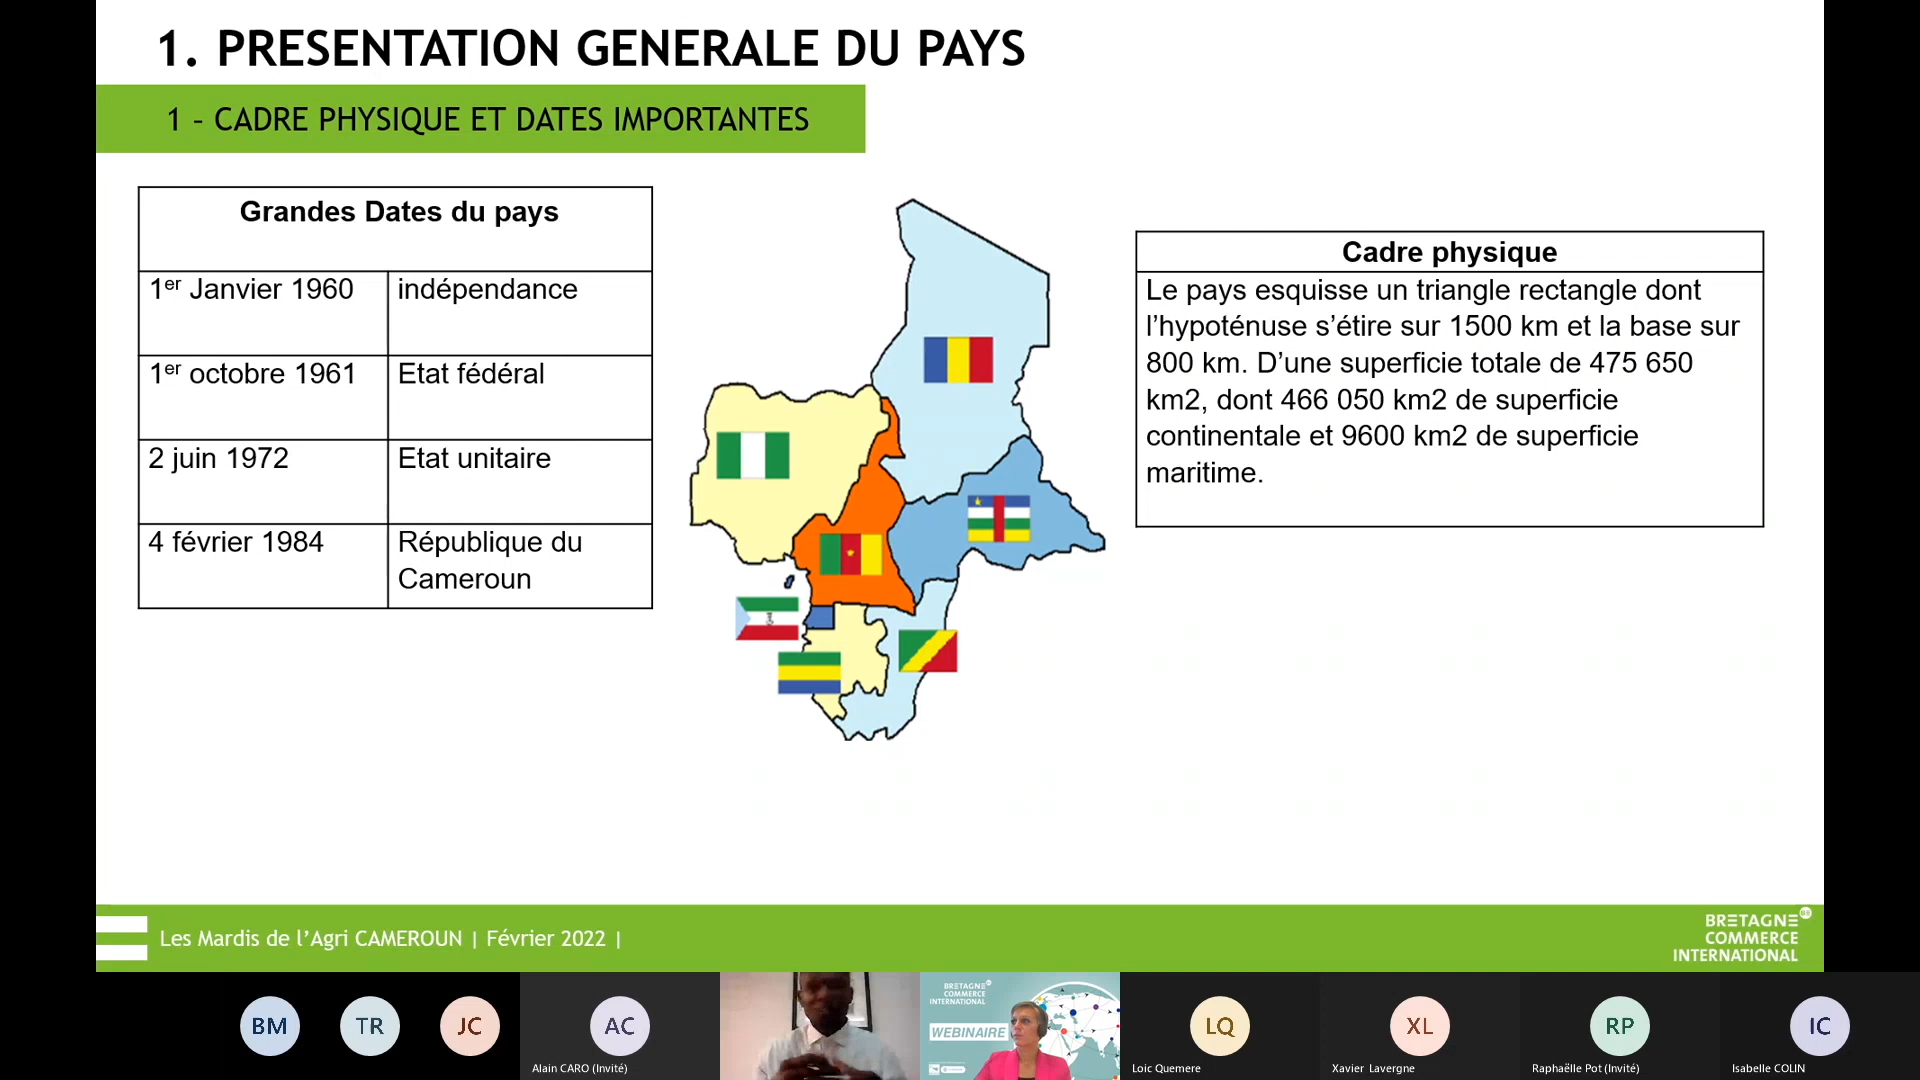 1. PRESENTATION GENERALE DU PAYS
1 – CADRE PHYSIQUE ET DATES IMPORTANTES
Grandes Dates du pays
1er Janvier 1960 indépendance
1er octobre 1961 Etat fédéral
2 juin 1972 Etat unitaire
4 février 1984 République du
Cameroun
Cadre physique
Le pays esquisse un triangle rectangle dont
l’hypoténuse s’étire sur 1500 km et la base sur
800 km. D’une superficie totale de 475 650
km2, dont 466 050 km2 de superficie
continentale et 9600 km2 de superficie
maritime.
Les Mardis de l’Agri CAMEROUN | Février 2022 |
BRETAGNE
COMMERCE
INTERNATIONAL
BM
TR
JC
AC
Alain CARO (Invité)
BRETAGNE
COMMERCE
INTERNATIONAL
WEBINAIRE
LQ
Loic Quemere
XL
Xavier Lavergne
RP
Raphaëlle Pot (Invité)
IC
Isabelle COLIN